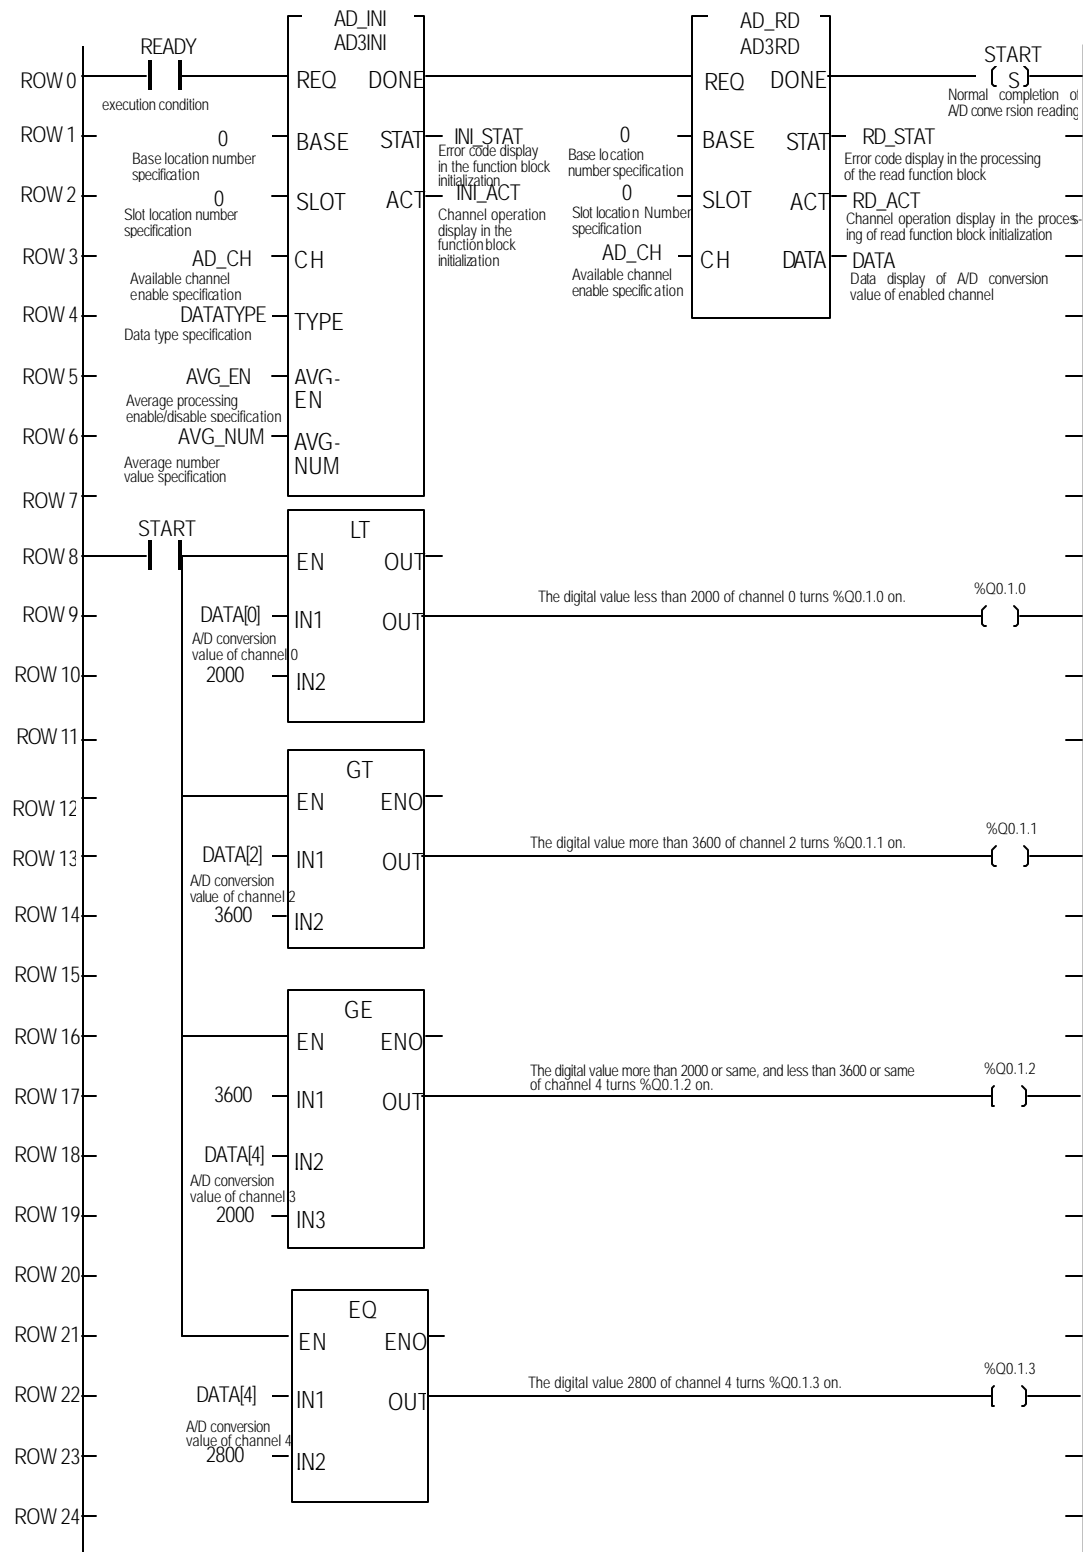 AD_INI
AD3INI
AD_RD
AD3RD
READY
START
ROW 0
REQ DONE
REQ DONE
( S )
execution condition
Normal completion of
A/D conve rsion reading
ROW 1
0
BASE STAT
INI_STAT
0
BASE STAT
RD_STAT
Base location number
specification
Error code display
in the function block
initialization
Base lo cation
number specification
Error code display in the processing
of the read function block
ROW 2
0
SLOT ACT
INI_ACT
0
SLOT ACT
RD_ACT
Slot location number
specification
Channel operation
display in the
function block
initialization
Slot locatio n Number
specification
Channel operation display in the proces s-
ing of read function block initialization
ROW 3
AD_CH
CH
AD_CH
CH DATA
DATA
Available channel
enable specification
Available channel
enable specific ation
Data display of A/D conversion
value of enabled channel
ROW 4
DATATYPE
TYPE
Data type specification
ROW 5
AVG_EN
AVG-
EN
Average processing
enable/disable specification
ROW 6
AVG_NUM
AVG-
NUM
Average number
value specification
ROW 7
START
LT
ROW 8
EN OUT
ROW 9
DATA[0]
IN1 OUT
The digital value less than 2000 of channel 0 turns %Q0.1.0 on.
%Q0.1.0
( )
A/D conversion
value of channel 0
ROW 10
2000
IN2
ROW 11
GT
ROW 12
EN ENO
ROW 13
DATA[2]
IN1 OUT
The digital value more than 3600 of channel 2 turns %Q0.1.1 on.
%Q0.1.1
( )
A/D conversion
value of channel 2
ROW 14
3600
IN2
ROW 15
GE
ROW 16
EN ENO
ROW 17
3600
IN1 OUT
The digital value more than 2000 or same, and less than 3600 or same
of channel 4 turns %Q0.1.2 on.
%Q0.1.2
( )
ROW 18
DATA[4]
IN2
A/D conversion
value of channel 3
ROW 19
2000
IN3
ROW 20
EQ
ROW 21
EN ENO
ROW 22
DATA[4]
IN1 OUT
The digital value 2800 of channel 4 turns %Q0.1.3 on.
%Q0.1.3
( )
A/D conversion
value of channel 4
ROW 23
2800
IN2
ROW 24